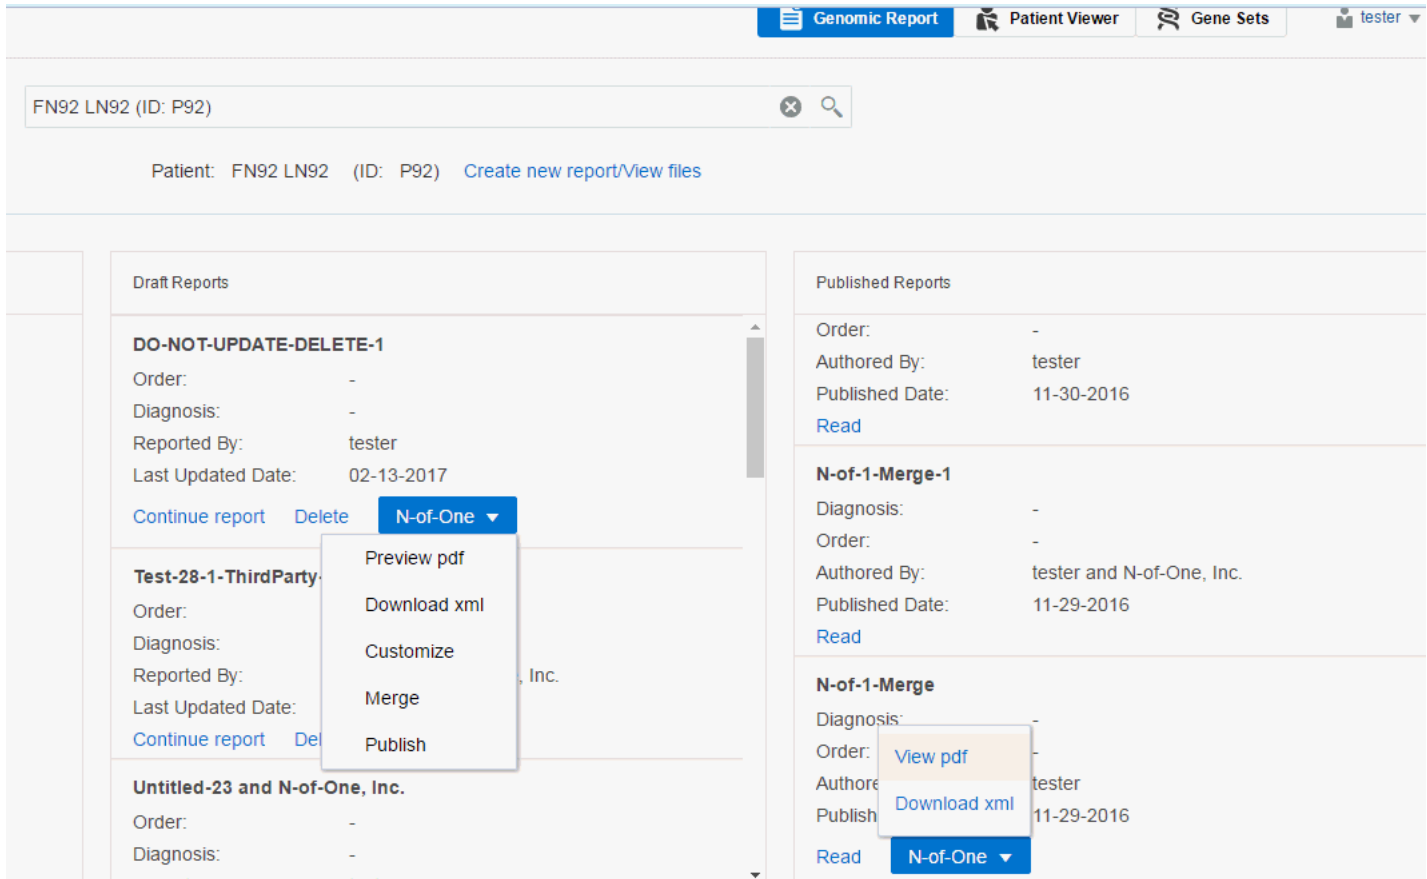 Genomic Report Patient Viewer Gene Sets tester
FN92 LN92 (ID: P92)
Patient: FN92 LN92 (ID: P92) Create new report/View files
Draft Reports
DO-NOT-UPDATE-DELETE-1
Order: -
Diagnosis: -
Reported By: tester
Last Updated Date: 02-13-2017
Continue report Delete N-of-One
Preview pdf
Download xml
Customize
Merge
Publish
Test-28-1-ThirdParty-
Order:
Diagnosis:
Reported By: , Inc.
Last Updated Date:
Continue report Del
Untitled-23 and N-of-One, Inc.
Order: -
Diagnosis: -
Published Reports
Order: -
Authored By: tester
Published Date: 11-30-2016
Read
N-of-1-Merge-1
Diagnosis: -
Order: -
Authored By: tester and N-of-One, Inc.
Published Date: 11-29-2016
Read
N-of-1-Merge
Diagnosis: -
Order: -
Authore tester
Publish 11-29-2016
View pdf
Download xml
Read N-of-One